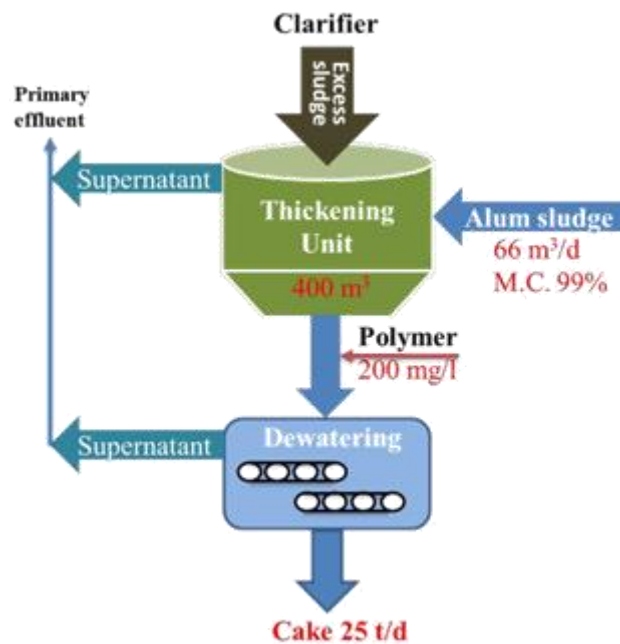 Clarifier
Excess
sludge
Primary
effluent
Supernatant
Thickening
Unit
Alum sludge
66 m³/d
M.C. 99%
400 m³
Polymer
200 mg/l
Supernatant
Dewatering
Cake 25 t/d